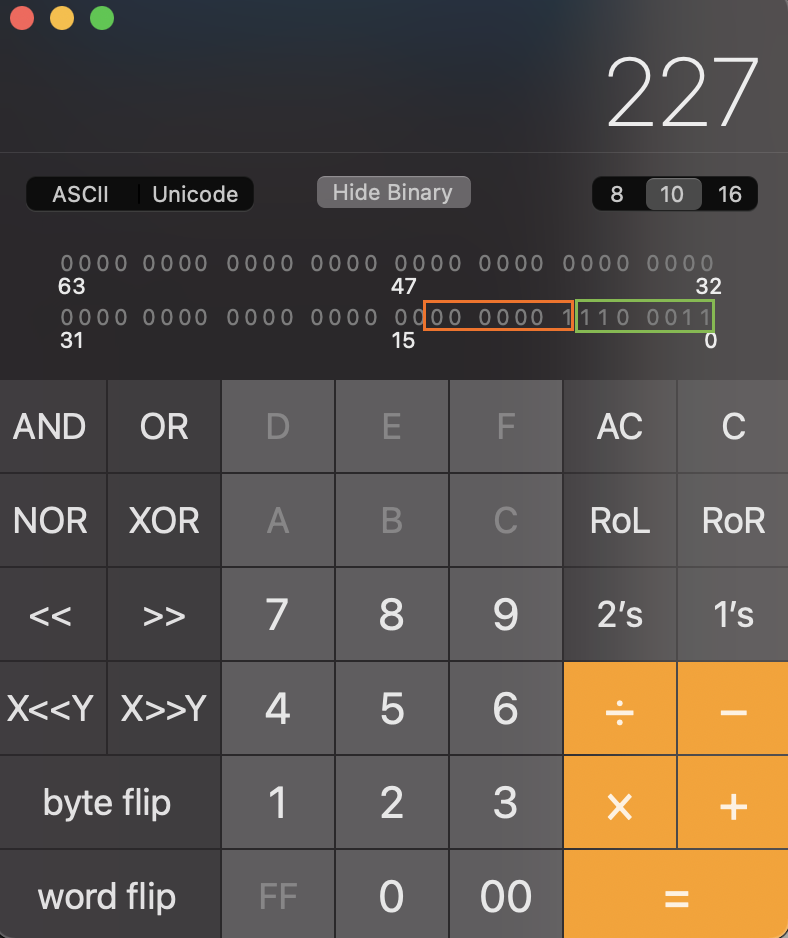 227
ASCII Unicode Hide Binary 8 10 16
0000 0000 0000 0000 0000 0000 0000 0000
63 47 32
0000 0000 0000 0000 0000 0000 1110 0011
31 15 0
AND OR D E F AC C
NOR XOR A B C RoL RoR
<< >> 7 8 9 2's 1's
X<<Y X>>Y 4 5 6 ÷ −
byte flip 1 2 3 × +
word flip FF 0 00 =